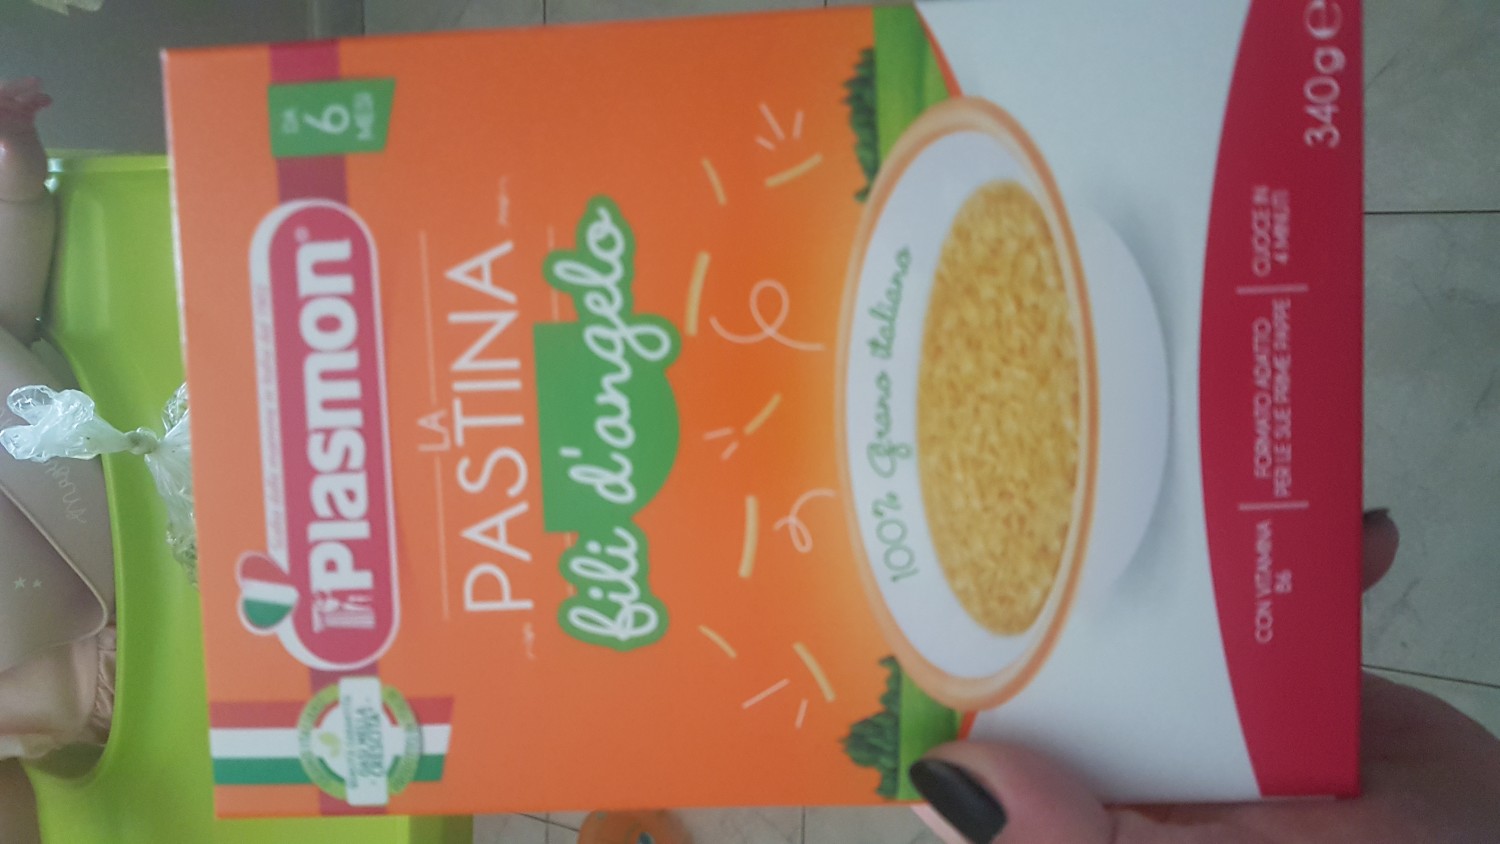 DA
6
MESI
Plasmon®
LA
PASTINA
fili d'angelo
100% grano italiano
CON VITAMINA
B6
FORMATO ADATTO
PER LE SUE PRIME PAPPE
CUOCE IN
4 MINUTI
340g e